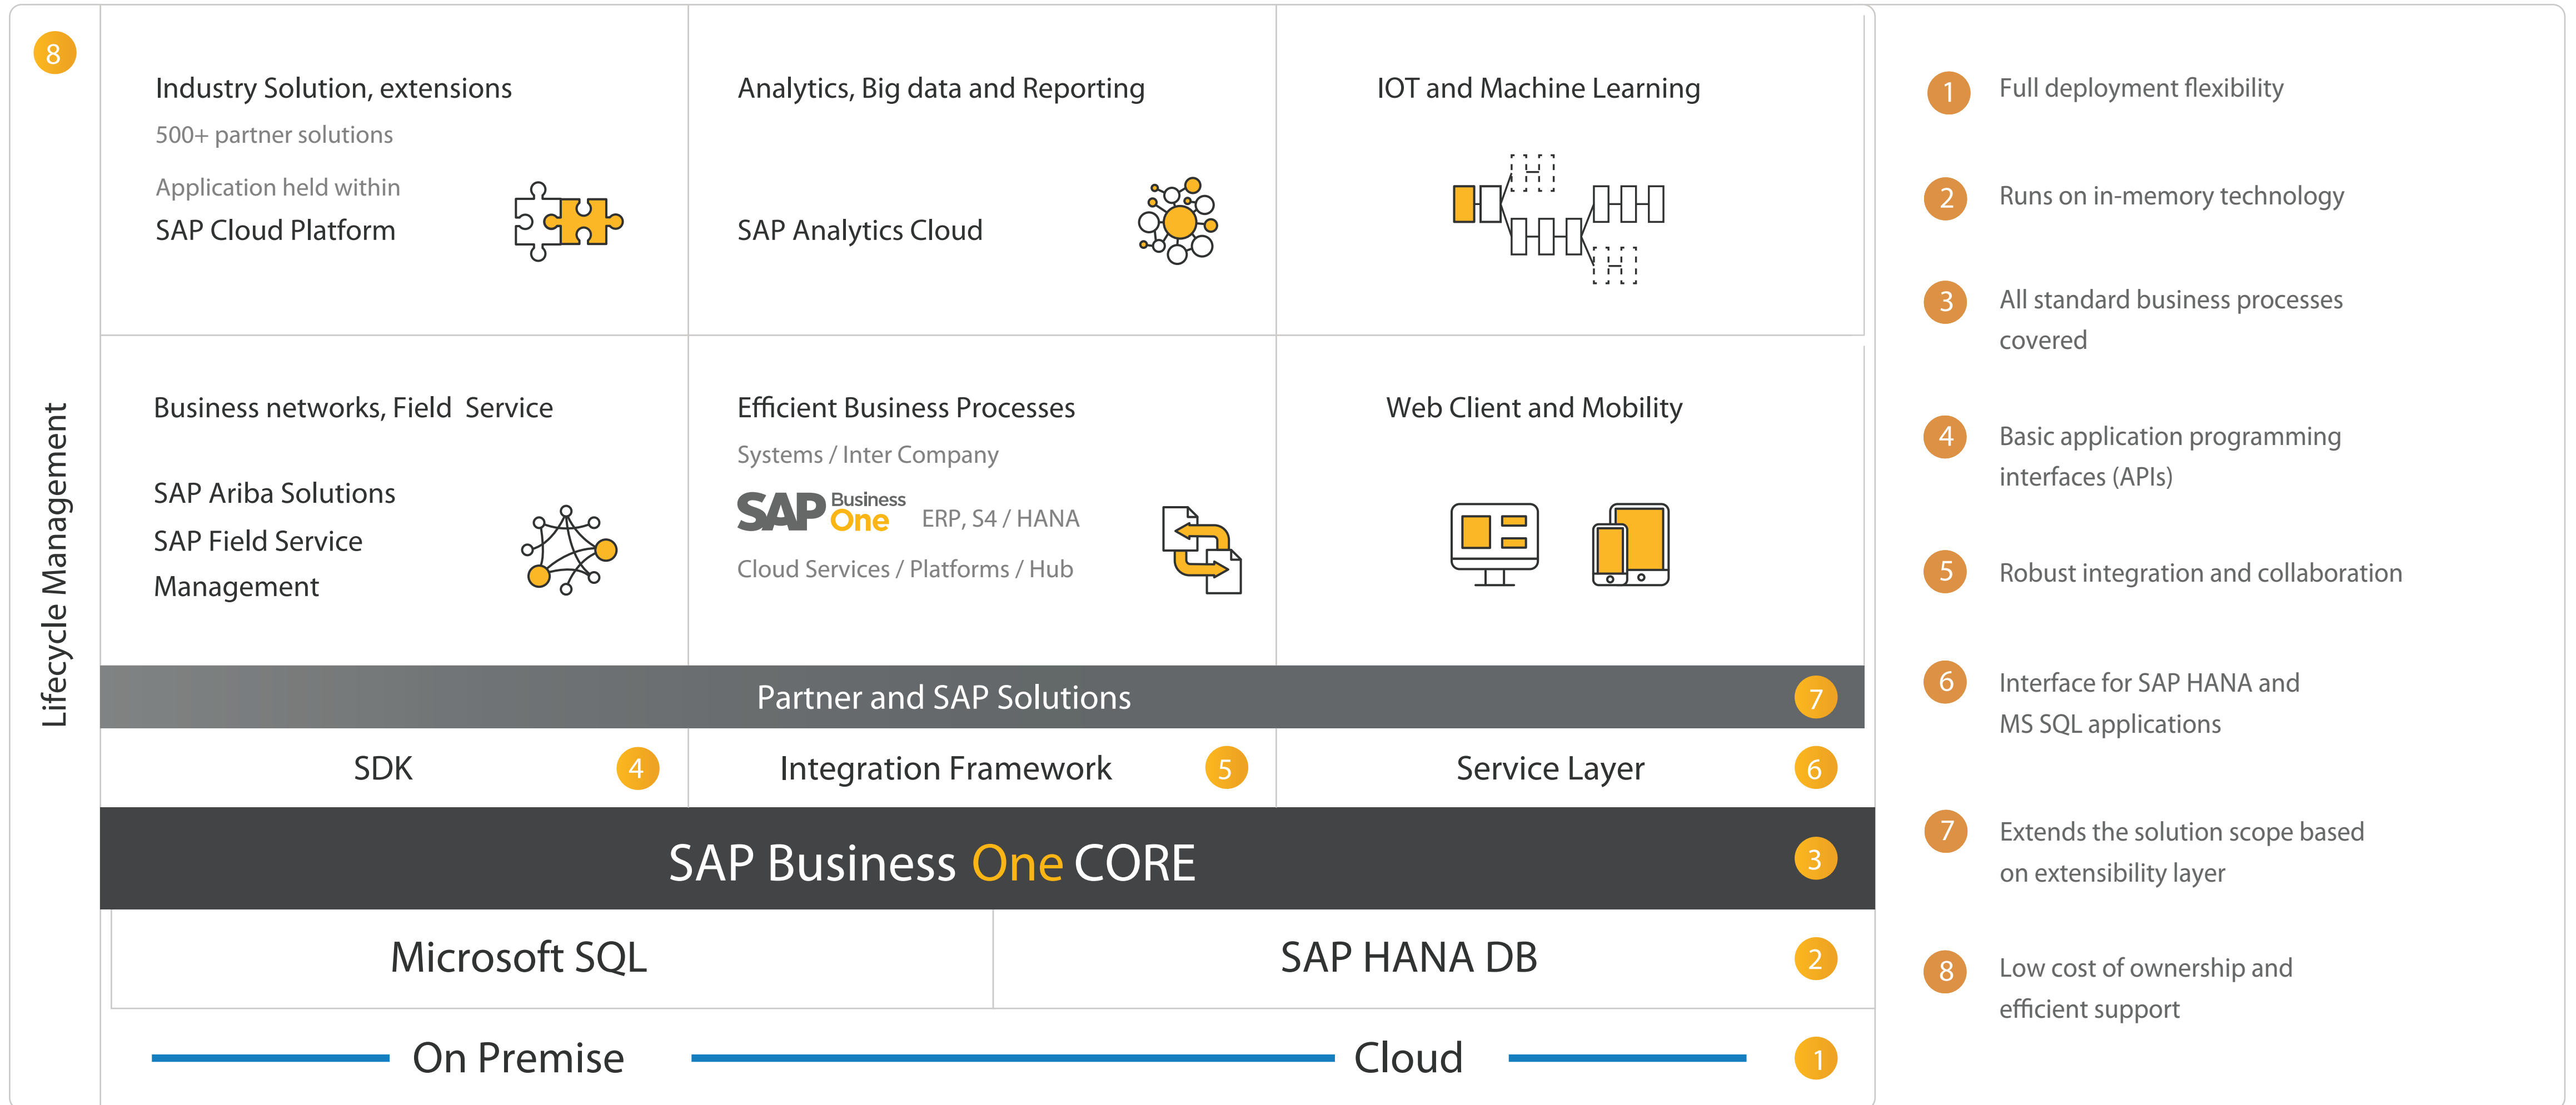 8
Lifecycle Management
Industry Solution, extensions
500+ partner solutions
Application held within
SAP Cloud Platform
Analytics, Big data and Reporting
SAP Analytics Cloud
IOT and Machine Learning
Business networks, Field Service
SAP Ariba Solutions
SAP Field Service
Management
Efficient Business Processes
Systems / Inter Company
SAP Business One ERP, S4 / HANA
Cloud Services / Platforms / Hub
Web Client and Mobility
Partner and SAP Solutions 7
SDK 4
Integration Framework 5
Service Layer 6
SAP Business One CORE 3
Microsoft SQL
SAP HANA DB 2
On Premise
Cloud 1
1 Full deployment flexibility
2 Runs on in-memory technology
3 All standard business processes
covered
4 Basic application programming
interfaces (APIs)
5 Robust integration and collaboration
6 Interface for SAP HANA and
MS SQL applications
7 Extends the solution scope based
on extensibility layer
8 Low cost of ownership and
efficient support